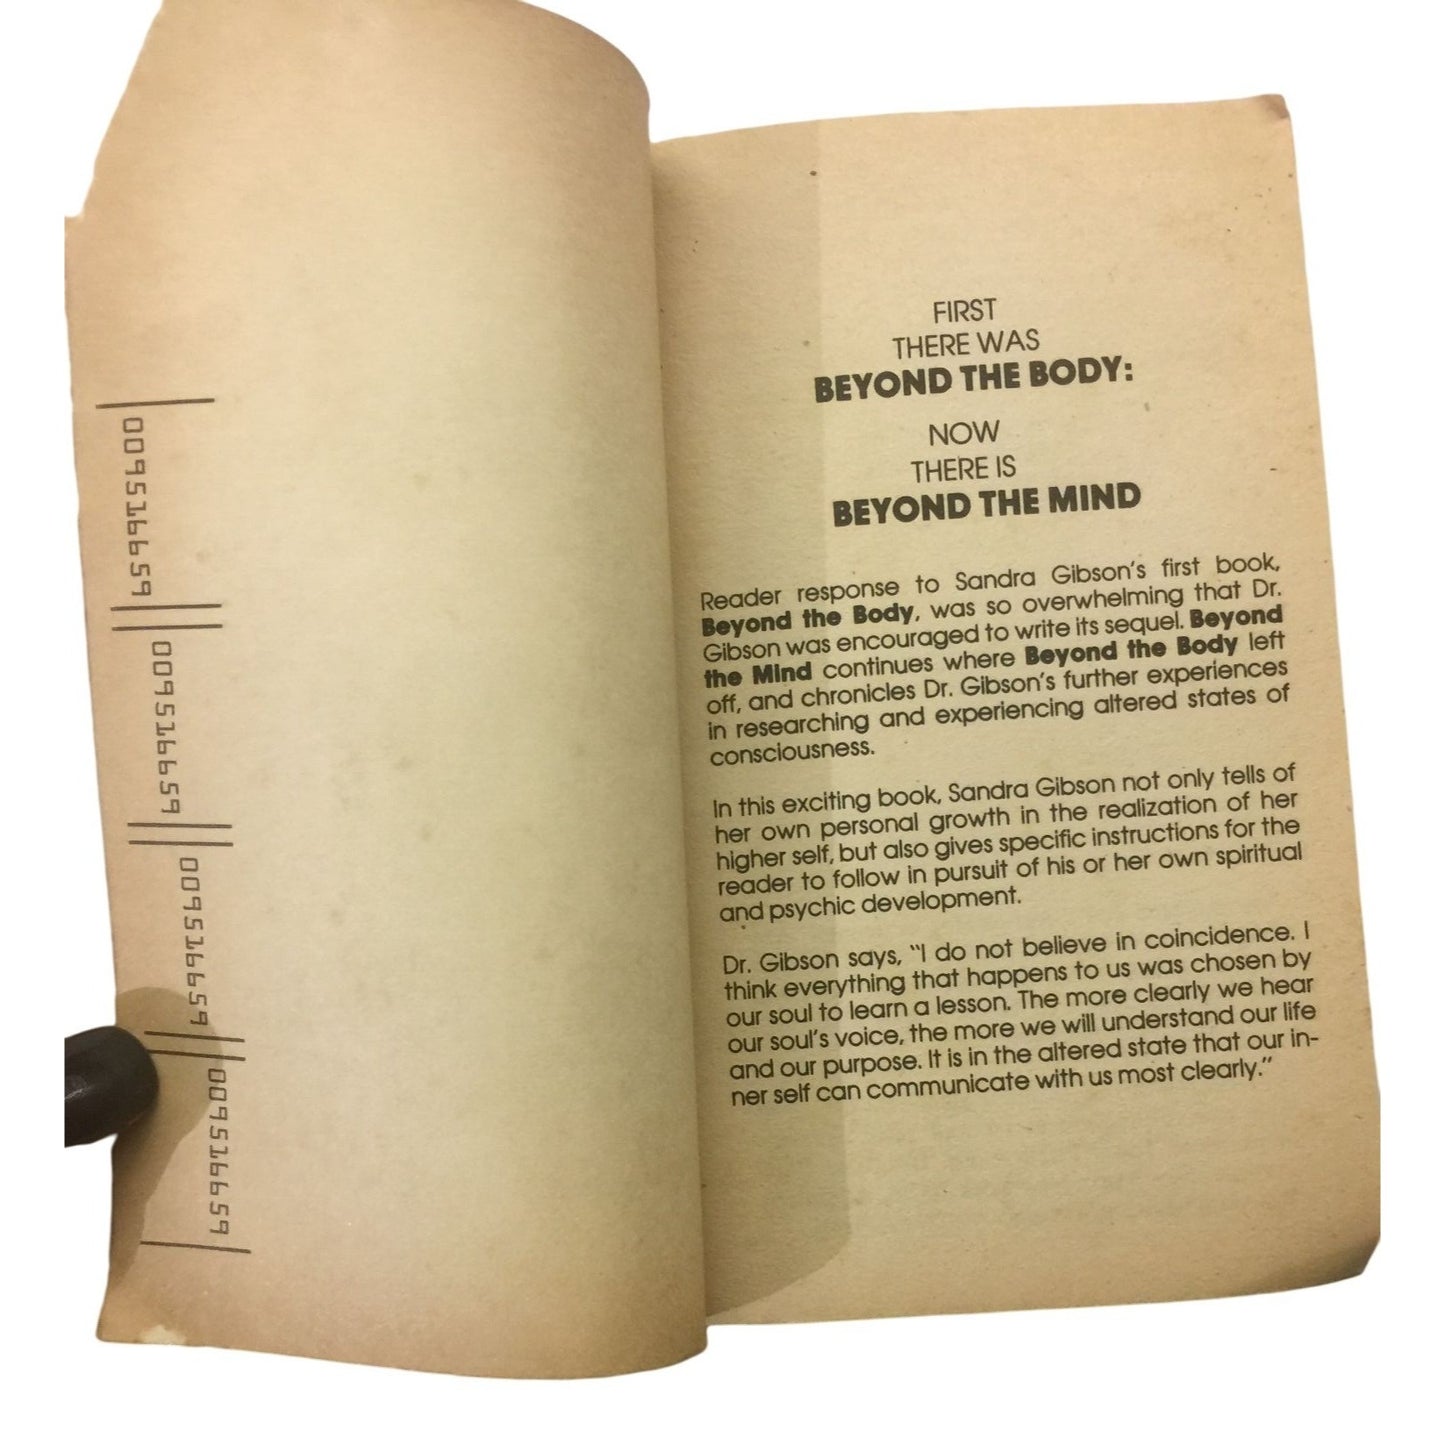 009516659
009516659
009516659
009516659
FIRST
THERE WAS
BEYOND THE BODY:
NOW
THERE IS
BEYOND THE MIND
Reader response to Sandra Gibson's first book,
Beyond the Body, was so overwhelming that Dr.
Gibson was encouraged to write its sequel. Beyond
the Mind continues where Beyond the Body left
off, and chronicles Dr. Gibson's further experiences
in researching and experiencing altered states of
consciousness.
In this exciting book, Sandra Gibson not only tells of
her own personal growth in the realization of her
higher self, but also gives specific instructions for the
reader to follow in pursuit of his or her own spiritual
and psychic development.
Dr. Gibson says, "I do not believe in coincidence. I
think everything that happens to us was chosen by
our soul to learn a lesson. The more clearly we hear
our soul's voice, the more we will understand our life
and our purpose. It is in the altered state that our in-
ner self can communicate with us most clearly."